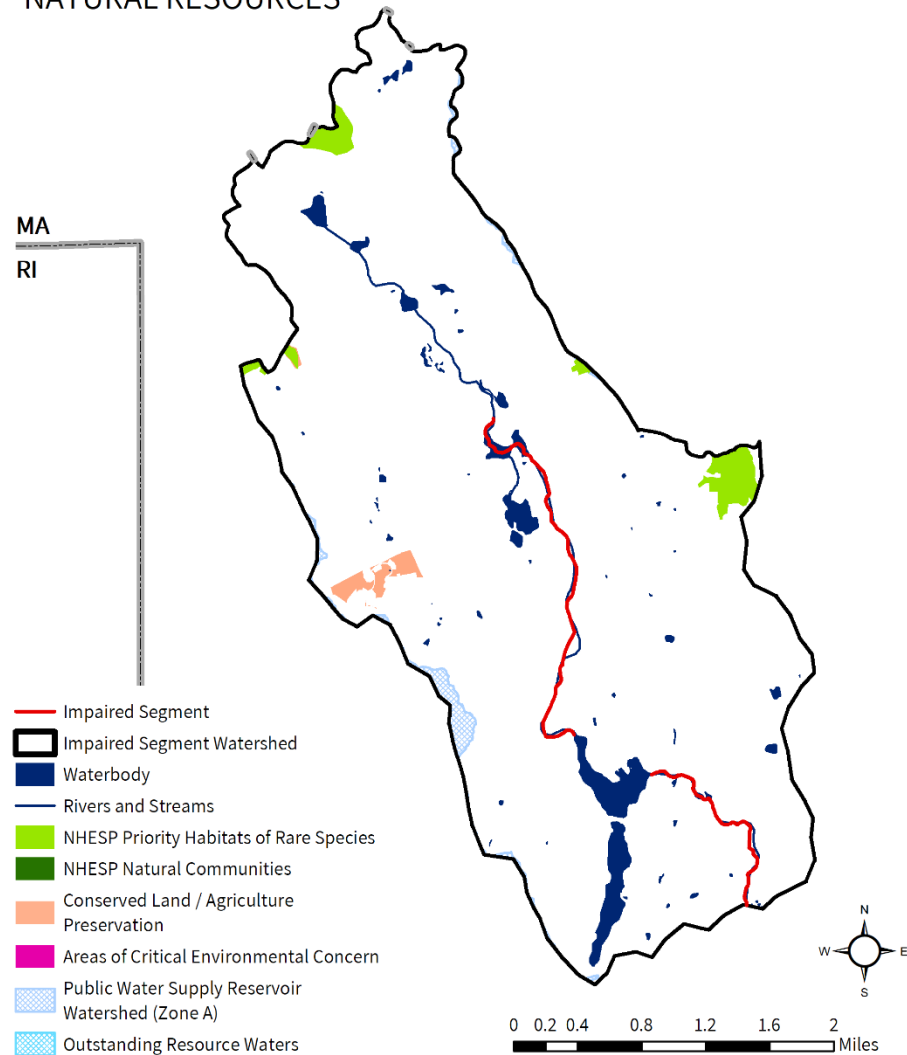 NATURAL RESOURCES
MA
RI
Impaired Segment
Impaired Segment Watershed
Waterbody
Rivers and Streams
NHESP Priority Habitats of Rare Species
NHESP Natural Communities
Conserved Land / Agriculture
Preservation
Areas of Critical Environmental Concern
Public Water Supply Reservoir
Watershed (Zone A)
Outstanding Resource Waters
N
W E
S
0 0.2 0.4 0.8 1.2 1.6 2
Miles